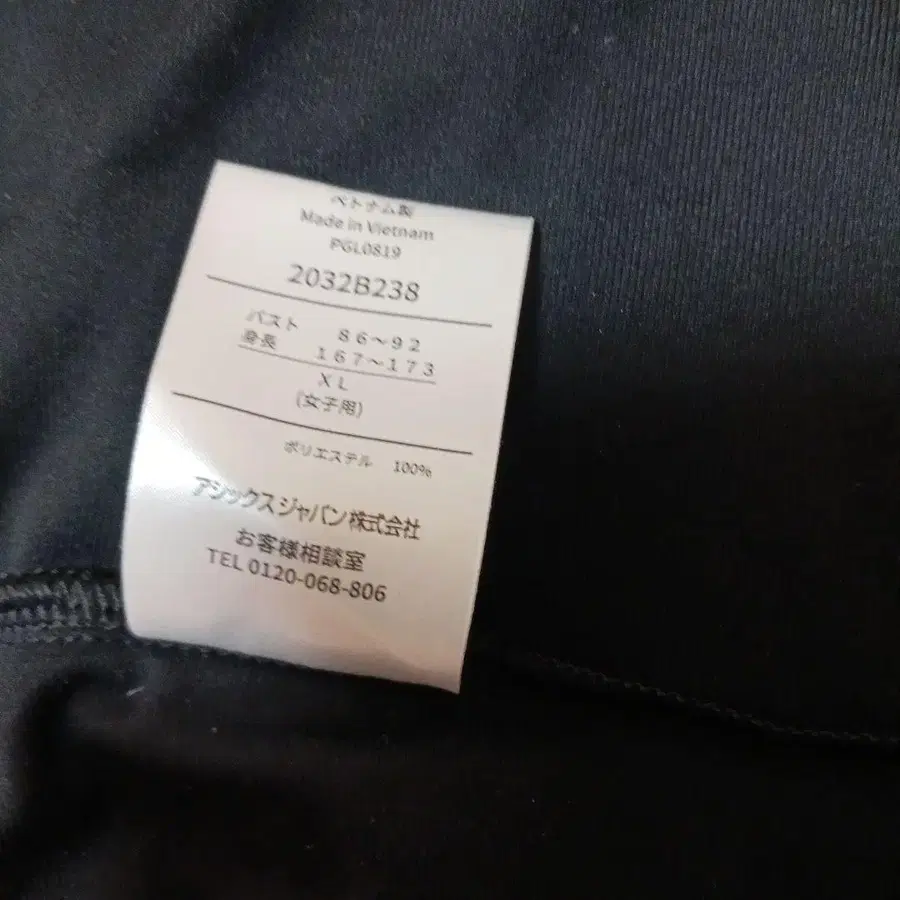 ベトナム製
Made in Vietnam
PGL0819
2032B238
バスト 86〜92
身長 167〜173
XL
(女子用)
ポリエステル 100%
アシックスジャパン株式会社
お客様相談室
TEL 0120-068-806